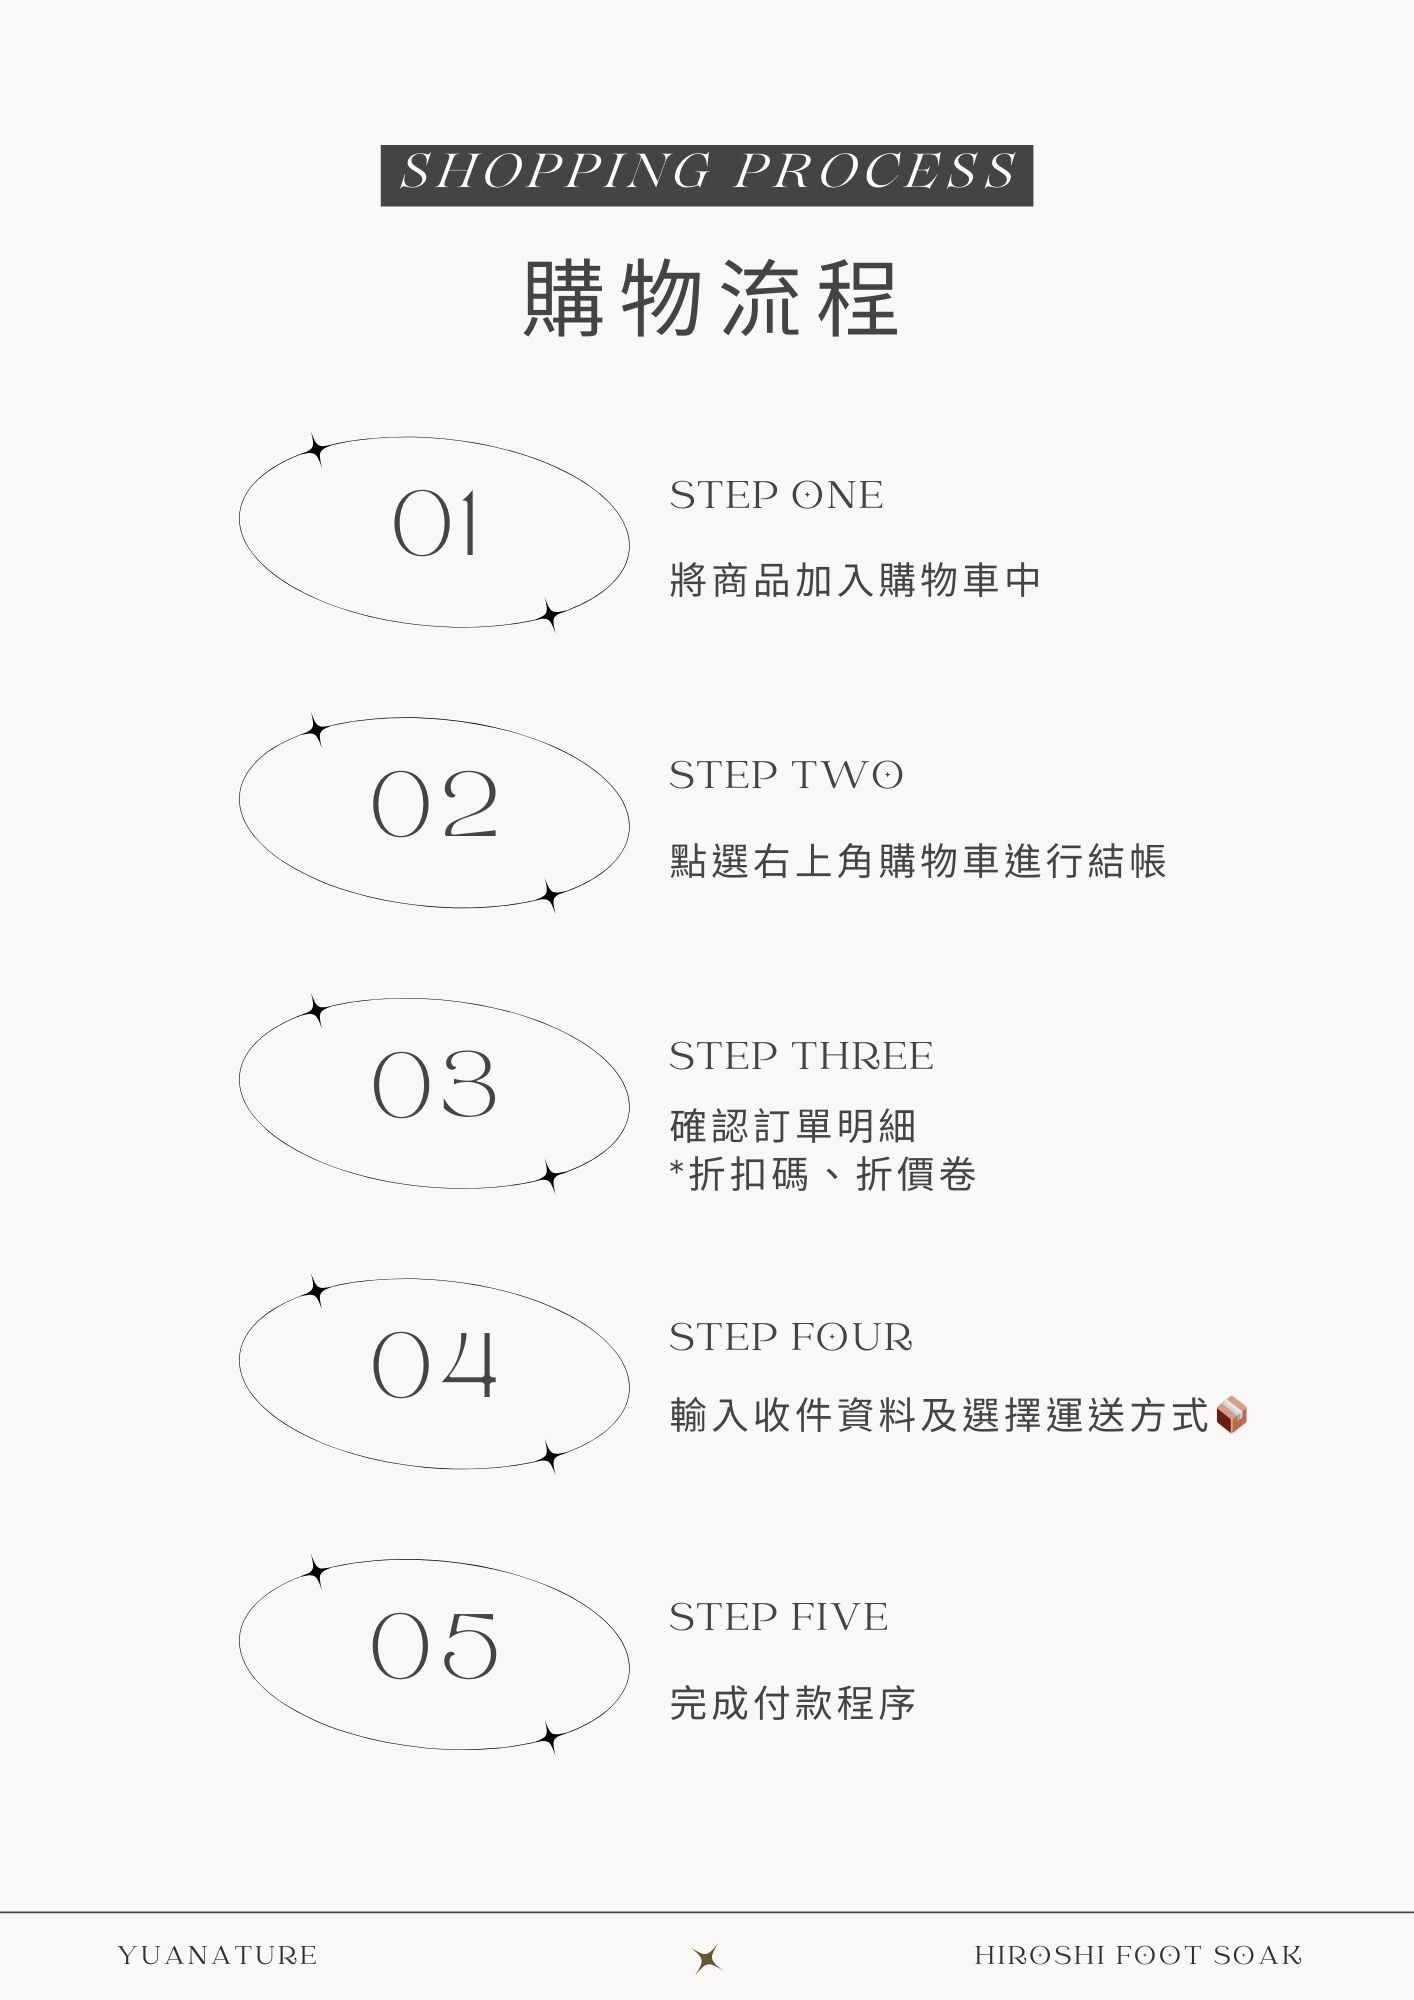 SHOPPING PROCESS
購物流程
01
STEP ONE
將商品加入購物車中
02
STEP TWO
點選右上角購物車進行結帳
03
STEP THREE
確認訂單明細
*折扣碼、折價卷
04
STEP FOUR
輸入收件資料及選擇運送方式📦
05
STEP FIVE
完成付款程序
YUANATURE
HIROSHI FOOT SOAK